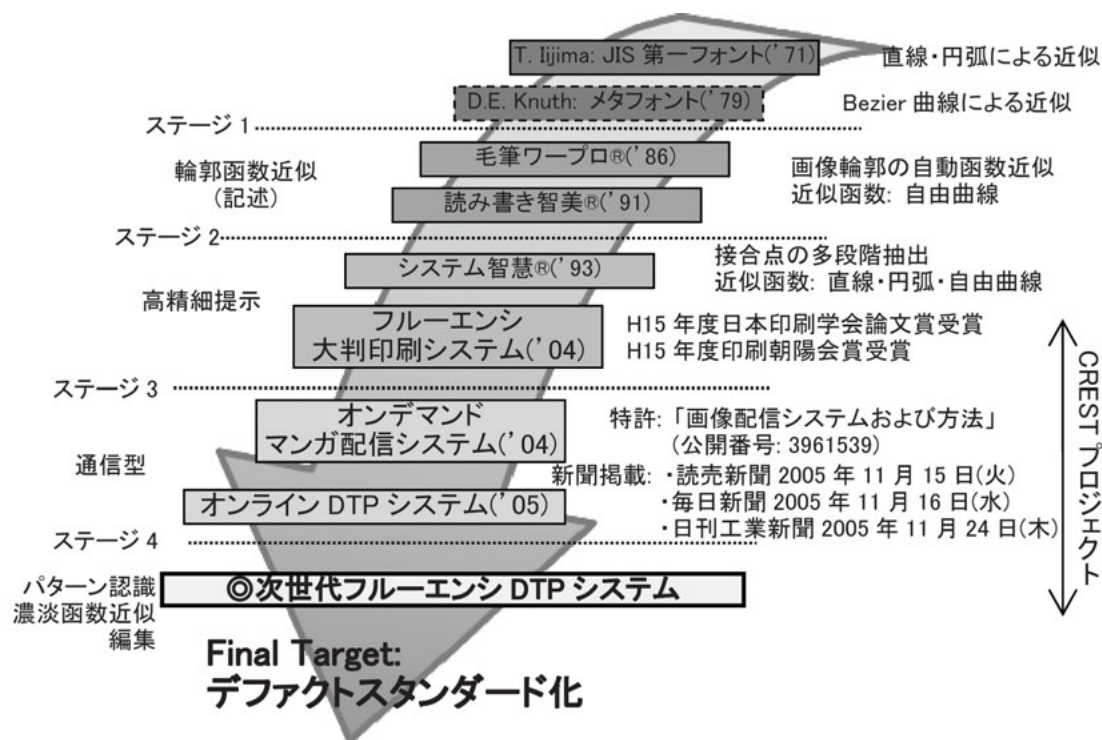 T. Iijima: JIS 第一フォント('71)
直線・円弧による近似
D.E. Knuth: メタフォント('79)
Bezier 曲線による近似
ステージ 1
輪郭函数近似
(記述)
毛筆ワープロ®('86)
読み書き智美®('91)
画像輪郭の自動函数近似
近似函数: 自由曲線
ステージ 2
高精細提示
システム智慧®('93)
接合点の多段階抽出
近似函数: 直線・円弧・自由曲線
フルーエンシ
大判印刷システム('04)
H15 年度日本印刷学会論文賞受賞
H15 年度印刷朝陽会賞受賞
ステージ 3
通信型
オンデマンド
マンガ配信システム('04)
特許: 「画像配信システムおよび方法」
(公開番号: 3961539)
オンライン DTP システム('05)
新聞掲載: ・読売新聞 2005 年 11 月 15 日(火)
・毎日新聞 2005 年 11 月 16 日(水)
・日刊工業新聞 2005 年 11 月 24 日(木)
ステージ 4
パターン認識
濃淡函数近似
編集
◎次世代フルーエンシ DTP システム
CREST プロジェクト
Final Target:
デファクトスタンダード化